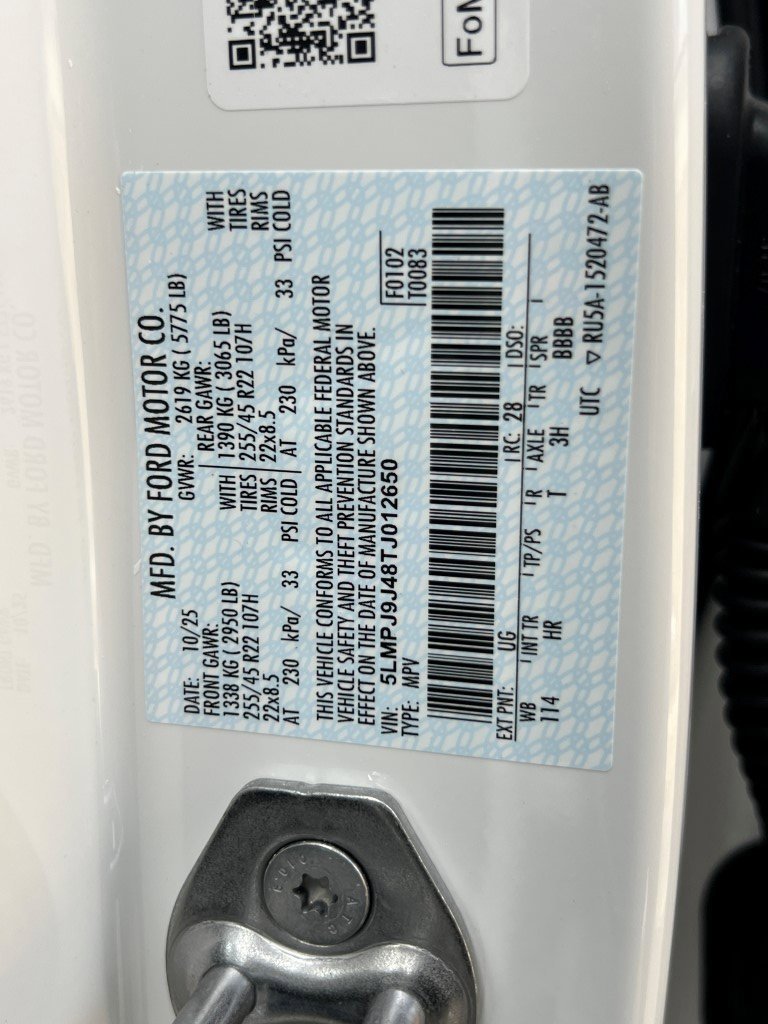 FoM
MFD. BY FORD MOTOR CO.
DATE: 10/25 GVWR: 2619 KG ( 5775 LB)
FRONT GAWR: REAR GAWR:
1338 KG ( 2950 LB) WITH 1390 KG ( 3065 LB) WITH
255/45 R22 107H TIRES 255/45 R22 107H TIRES
22x8.5 RIMS 22x8.5 RIMS
AT 230 kPa/ 33 PSI COLD AT 230 kPa/ 33 PSI COLD
THIS VEHICLE CONFORMS TO ALL APPLICABLE FEDERAL MOTOR
VEHICLE SAFETY AND THEFT PREVENTION STANDARDS IN
EFFECT ON THE DATE OF MANUFACTURE SHOWN ABOVE.
VIN: 5LMPJ9J48TJ012650 F0102
TYPE: MPV T0083
EXT PNT: UG RC: 28 DSO:
WB INT TR TP/PS R AXLE TR SPR
114 HR T 3H BBBB
UTC ▽ RU5A-1520472-AB